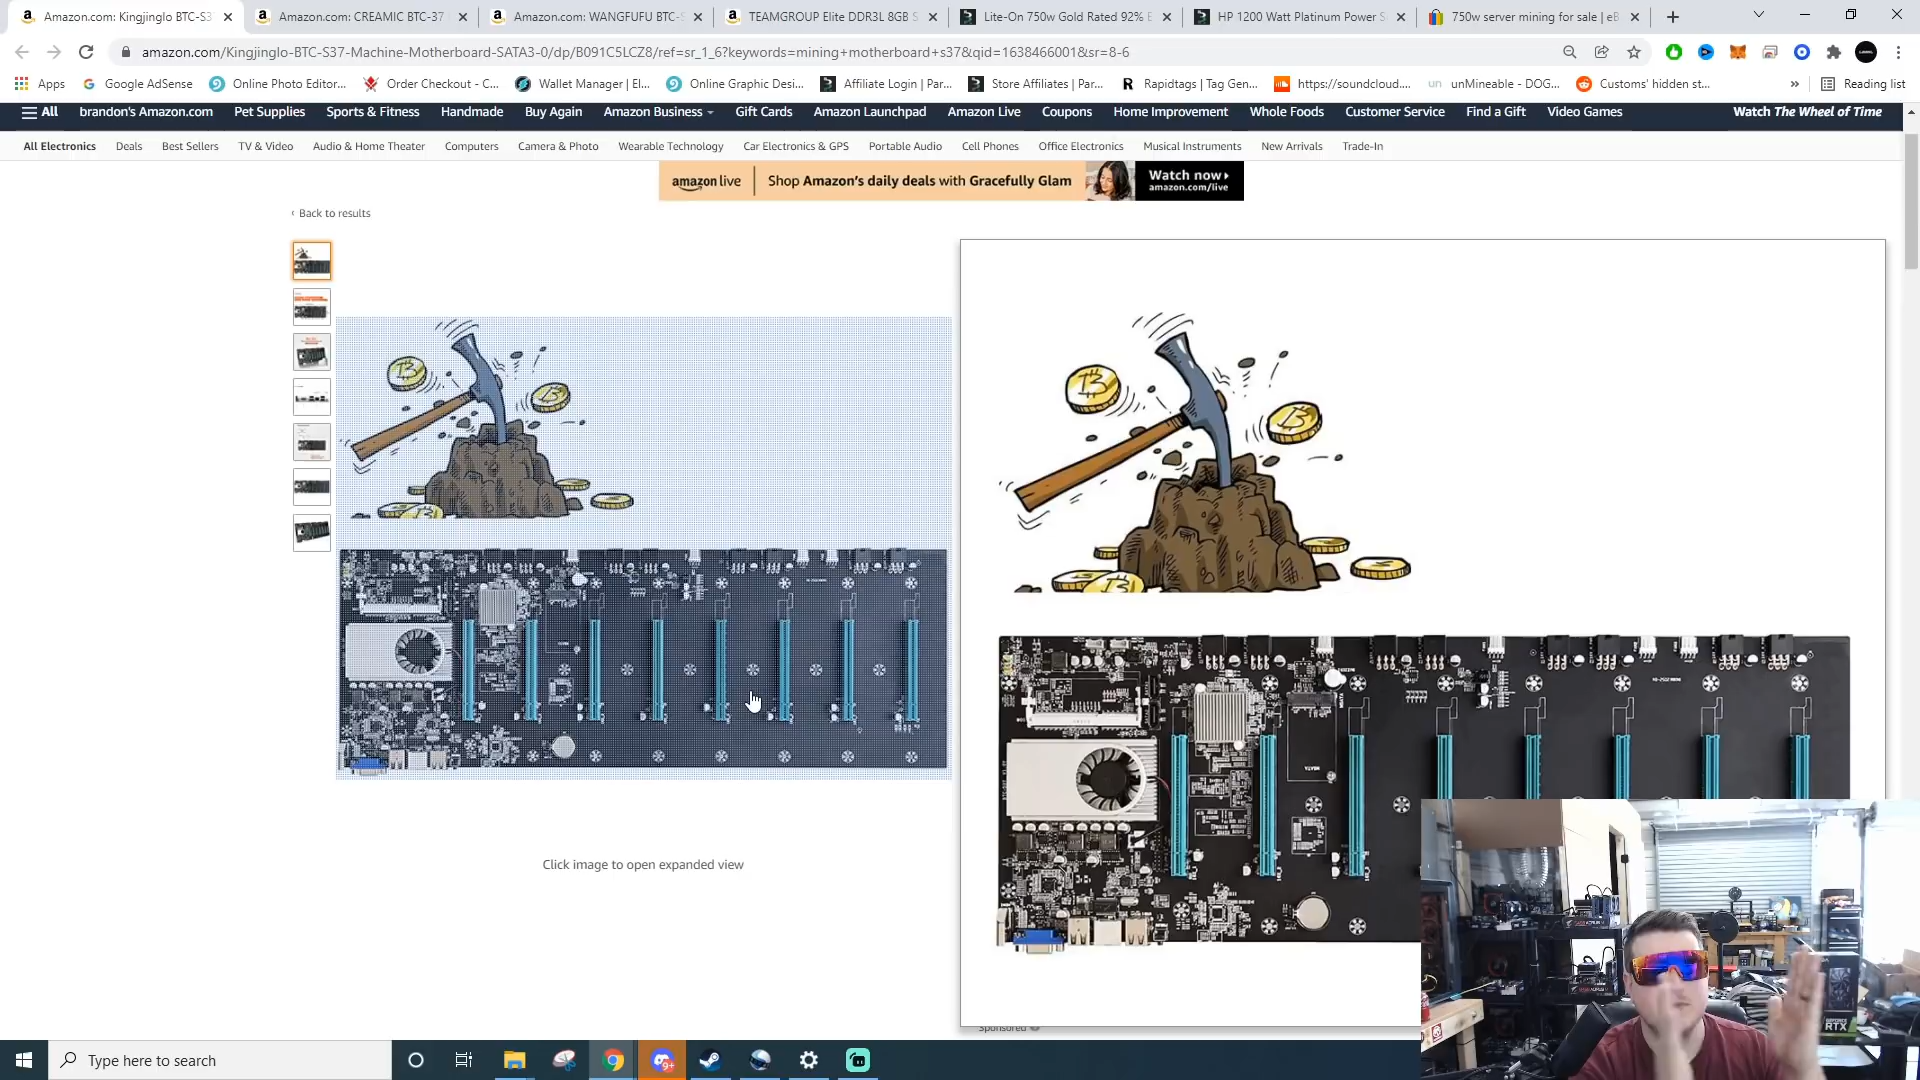 Amazon.com: Kingjinglo BTC-S3
Amazon.com: CREAMIC BTC-37
Amazon.com: WANGFUFU BTC-S
TEAMGROUP Elite DDR3L 8GB S
Lite-On 750w Gold Rated 92% E
HP 1200 Watt Platinum Power S
750w server mining for sale | eB
amazon.com/Kingjinglo-BTC-S37-Machine-Motherboard-SATA3-0/dp/B091C5LCZ8/ref=sr_1_6?keywords=mining+motherboard+s37&qid=1638466001&sr=8-6
Apps
Google AdSense
Online Photo Editor...
Order Checkout - C...
Wallet Manager | El...
Online Graphic Desi...
Affiliate Login | Par...
Store Affiliates | Par...
Rapidtags | Tag Gen...
https://soundcloud....
unMineable - DOG...
Customs' hidden st...
»
Reading list
All
brandon's Amazon.com
Pet Supplies
Sports & Fitness
Handmade
Buy Again
Amazon Business
Gift Cards
Amazon Launchpad
Amazon Live
Coupons
Home Improvement
Whole Foods
Customer Service
Find a Gift
Video Games
Watch The Wheel of Time
All Electronics
Deals
Best Sellers
TV & Video
Audio & Home Theater
Computers
Camera & Photo
Wearable Technology
Car Electronics & GPS
Portable Audio
Cell Phones
Office Electronics
Musical Instruments
New Arrivals
Trade-In
amazon live
Shop Amazon's daily deals with Gracefully Glam
Watch now
amazon.com/live
‹ Back to results
Click image to open expanded view
Sponsored
Type here to search
9+
RTX